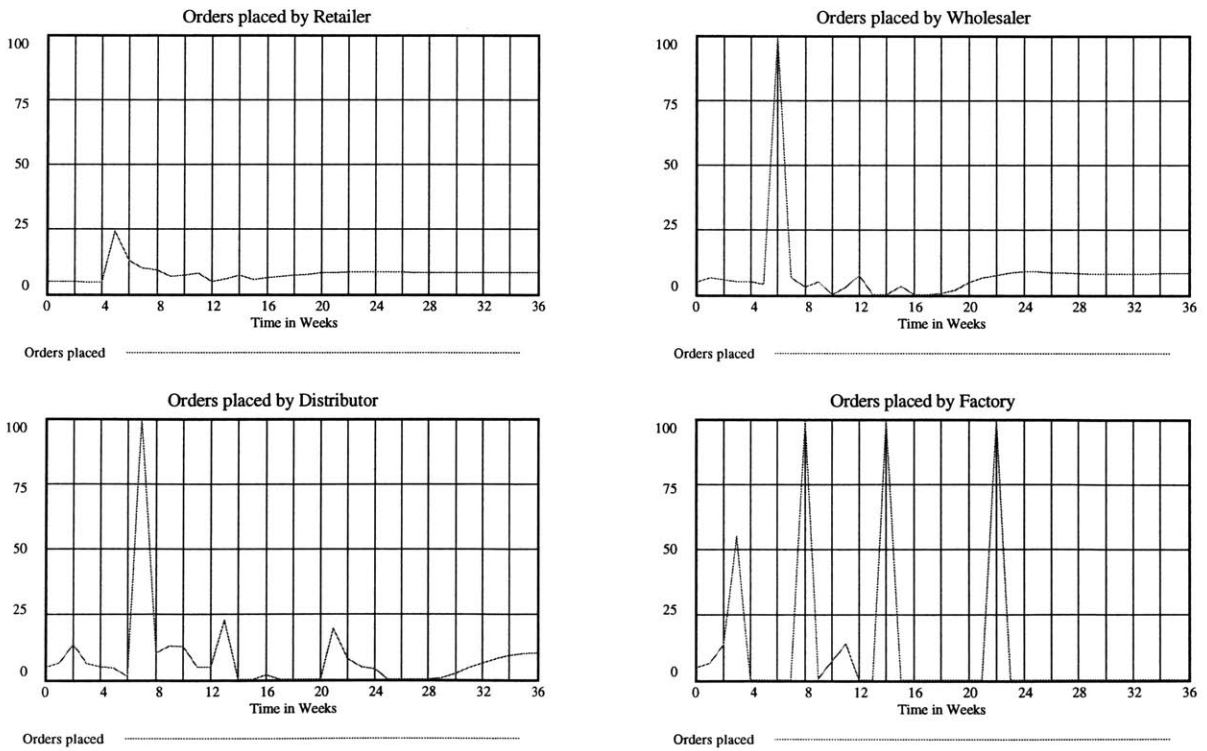 Orders placed by Retailer
100
75
50
25
0
0 4 8 12 16 20 24 28 32 36
Time in Weeks
Orders placed
Orders placed by Wholesaler
100
75
50
25
0
0 4 8 12 16 20 24 28 32 36
Time in Weeks
Orders placed
Orders placed by Distributor
100
75
50
25
0
0 4 8 12 16 20 24 28 32 36
Time in Weeks
Orders placed
Orders placed by Factory
100
75
50
25
0
0 4 8 12 16 20 24 28 32 36
Time in Weeks
Orders placed